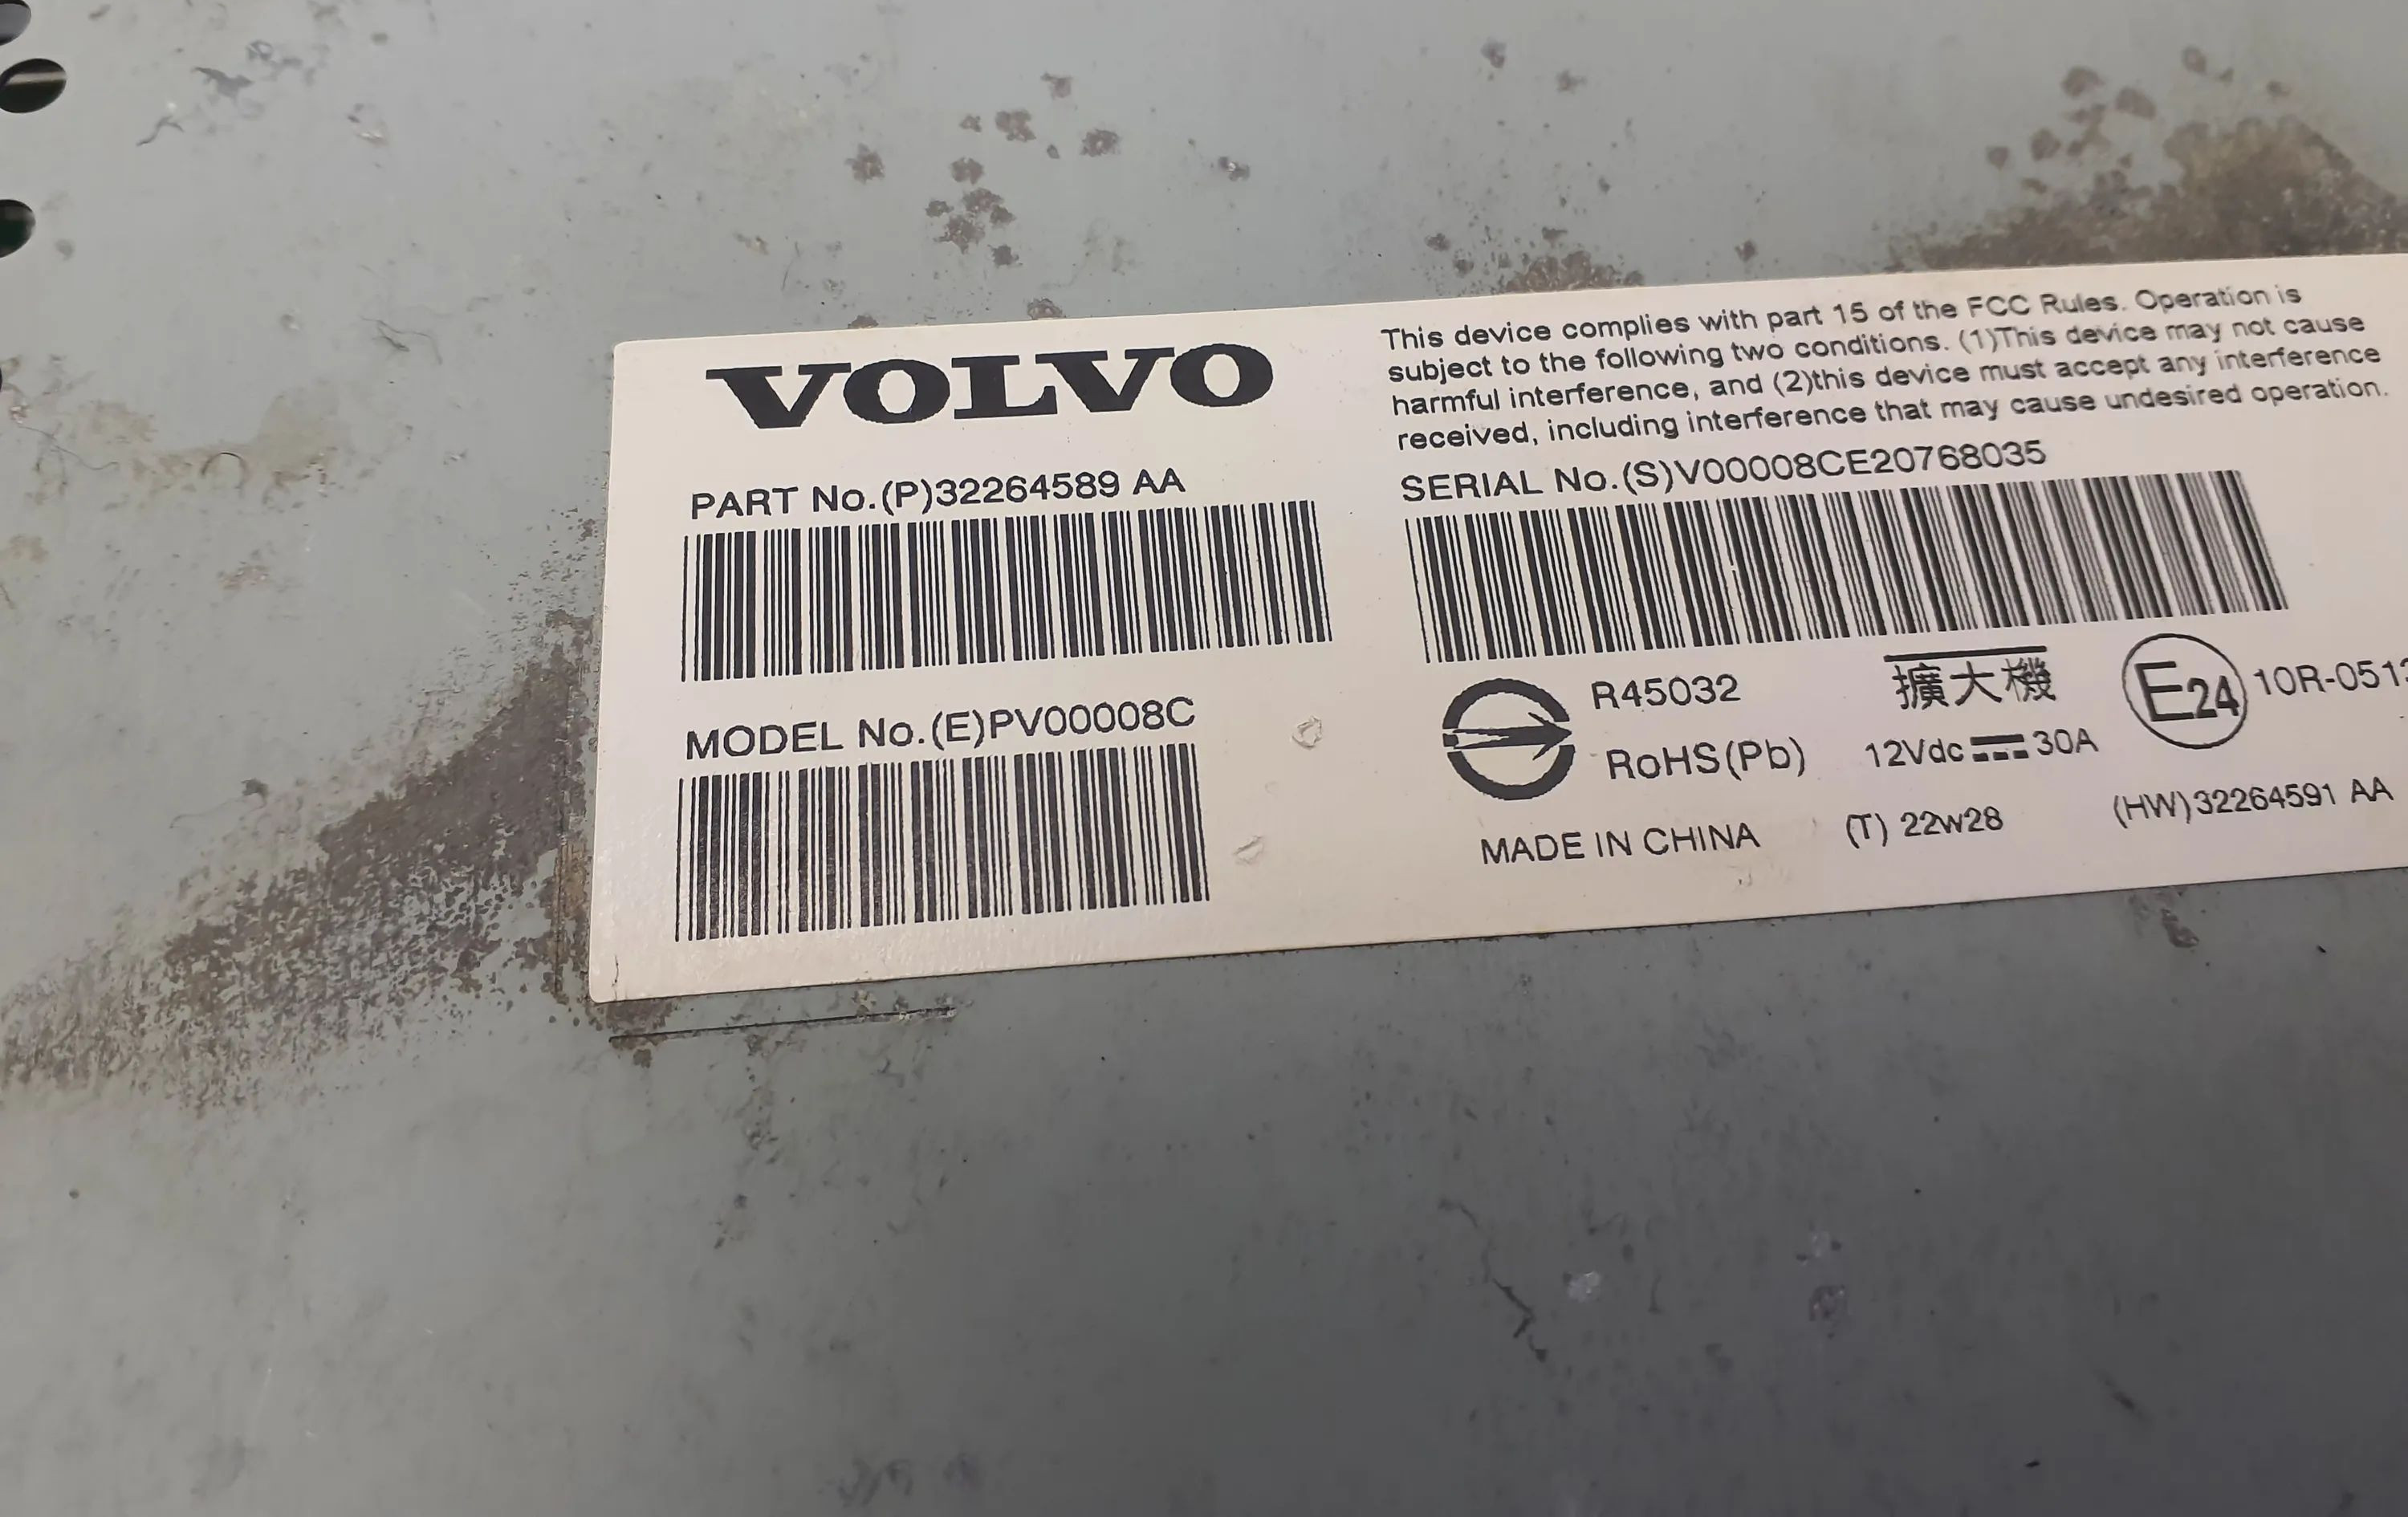 VOLVO
PART No.(P)32264589 AA
MODEL No.(E)PV00008C
This device complies with part 15 of the FCC Rules. Operation is
subject to the following two conditions. (1)This device may not cause
harmful interference, and (2)this device must accept any interference
received, including interference that may cause undesired operation.
SERIAL No.(S)V00008CE20768035
R45032
RoHS(Pb)
擴大機
12Vdc 30A
E24
MADE IN CHINA
(T) 22w28
(HW)32264591 AA